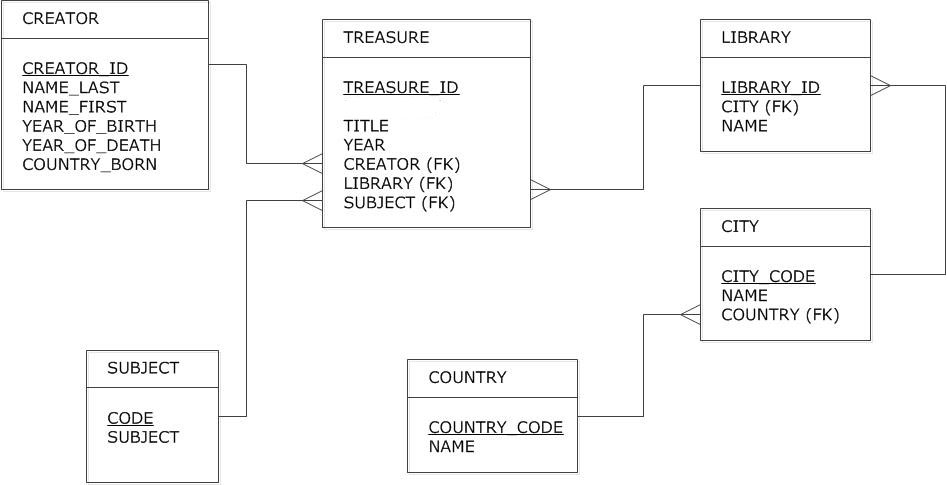 CREATOR
CREATOR_ID
NAME_LAST
NAME_FIRST
YEAR_OF_BIRTH
YEAR_OF_DEATH
COUNTRY_BORN
TREASURE
TREASURE_ID
TITLE
YEAR
CREATOR (FK)
LIBRARY (FK)
SUBJECT (FK)
LIBRARY
LIBRARY_ID
CITY (FK)
NAME
CITY
CITY_CODE
NAME
COUNTRY (FK)
SUBJECT
CODE
SUBJECT
COUNTRY
COUNTRY_CODE
NAME